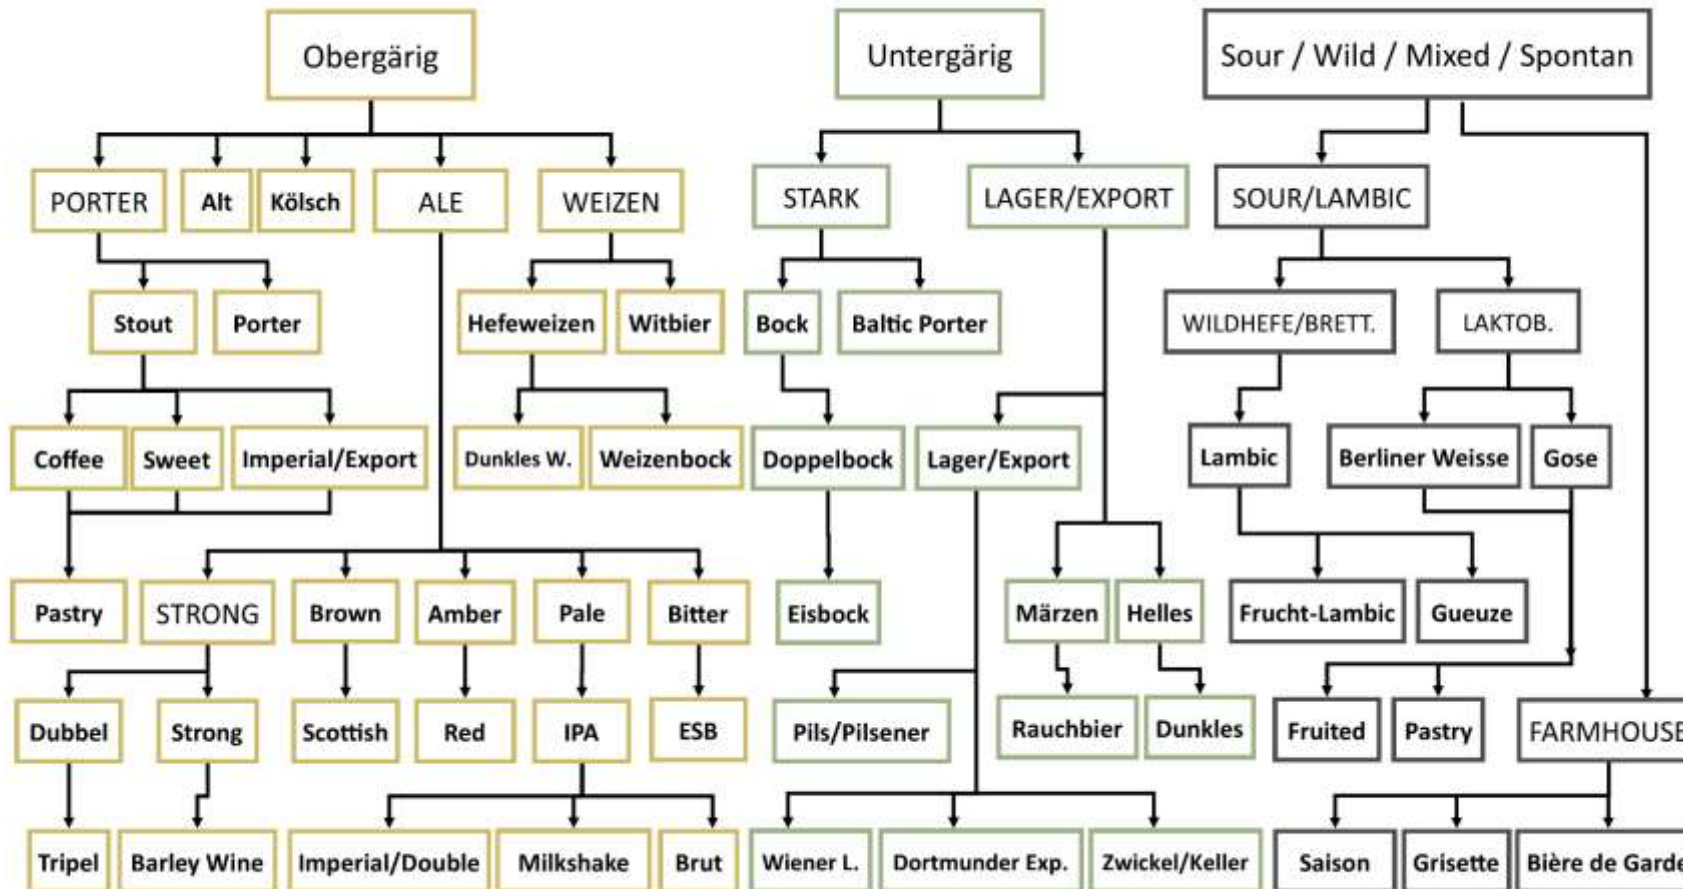 Obergärig
Untergärig
Sour / Wild / Mixed / Spontan
PORTER
Alt
Kölsch
ALE
WEIZEN
STARK
LAGER/EXPORT
SOUR/LAMBIC
Stout
Porter
Hefeweizen
Witbier
Bock
Baltic Porter
WILDHEFE/BRETT.
LAKTOB.
Coffee
Sweet
Imperial/Export
Dunkles W.
Weizenbock
Doppelbock
Lager/Export
Lambic
Berliner Weisse
Gose
Pastry
STRONG
Brown
Amber
Pale
Bitter
Eisbock
Märzen
Helles
Frucht-Lambic
Gueuze
Dubbel
Strong
Scottish
Red
IPA
ESB
Pils/Pilsener
Rauchbier
Dunkles
Fruited
Pastry
FARMHOUSE
Tripel
Barley Wine
Imperial/Double
Milkshake
Brut
Wiener L.
Dortmunder Exp.
Zwickel/Keller
Saison
Grisette
Bière de Garde